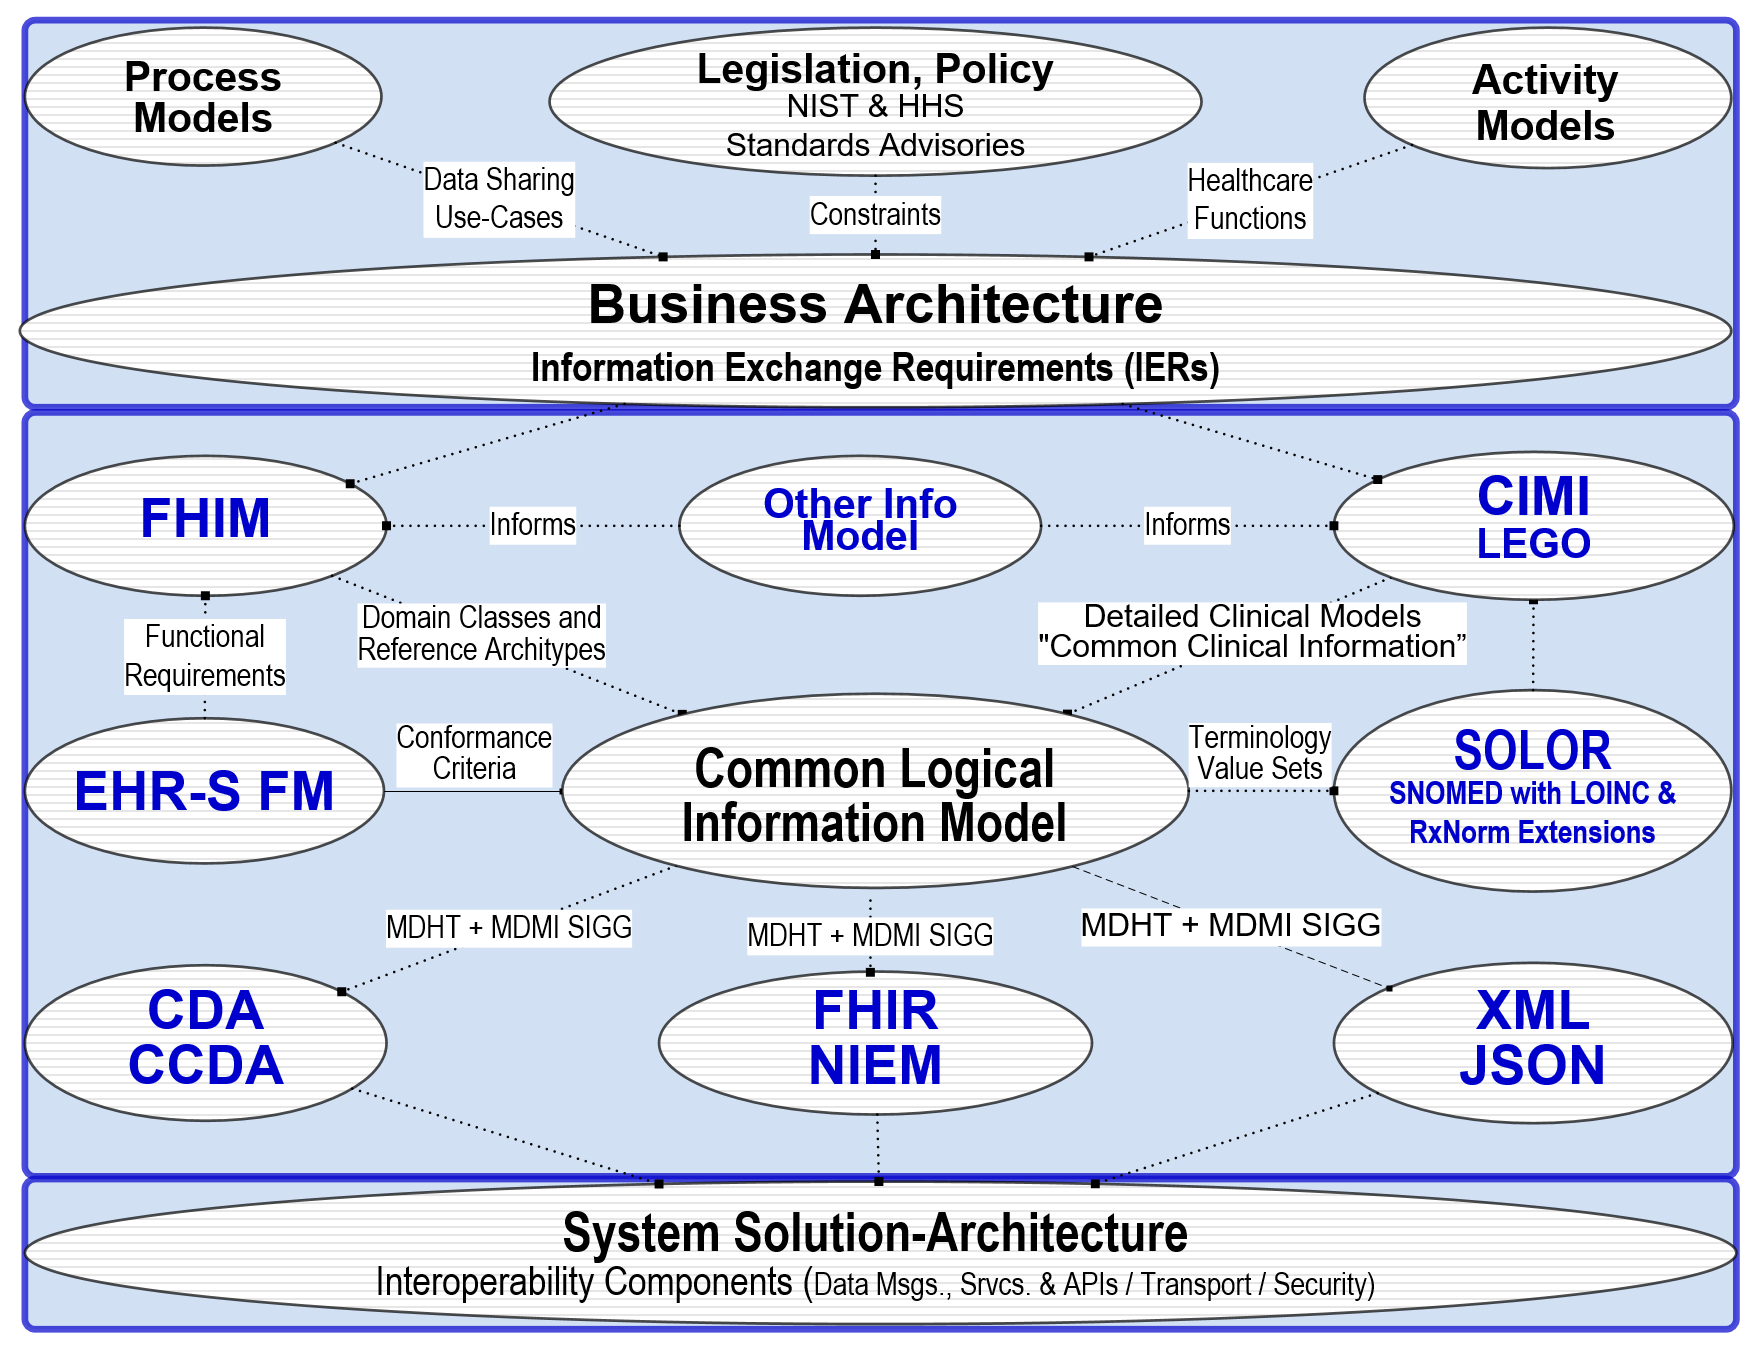 Process
Models
Legislation, Policy
NIST & HHS
Standards Advisories
Activity
Models
Data Sharing
Use-Cases
Constraints
Healthcare
Functions
Business Architecture
Information Exchange Requirements (IERs)
FHIM
Informs
Other Info
Model
Informs
CIMI
LEGO
Functional
Requirements
Domain Classes and
Reference Architypes
Detailed Clinical Models
"Common Clinical Information”
EHR-S FM
Conformance
Criteria
Common Logical
Information Model
Terminology
Value Sets
SOLOR
SNOMED with LOINC &
RxNorm Extensions
MDHT + MDMI SIGG
MDHT + MDMI SIGG
MDHT + MDMI SIGG
CDA
CCDA
FHIR
NIEM
XML
JSON
System Solution-Architecture
Interoperability Components (Data Msgs., Srvcs. & APIs / Transport / Security)